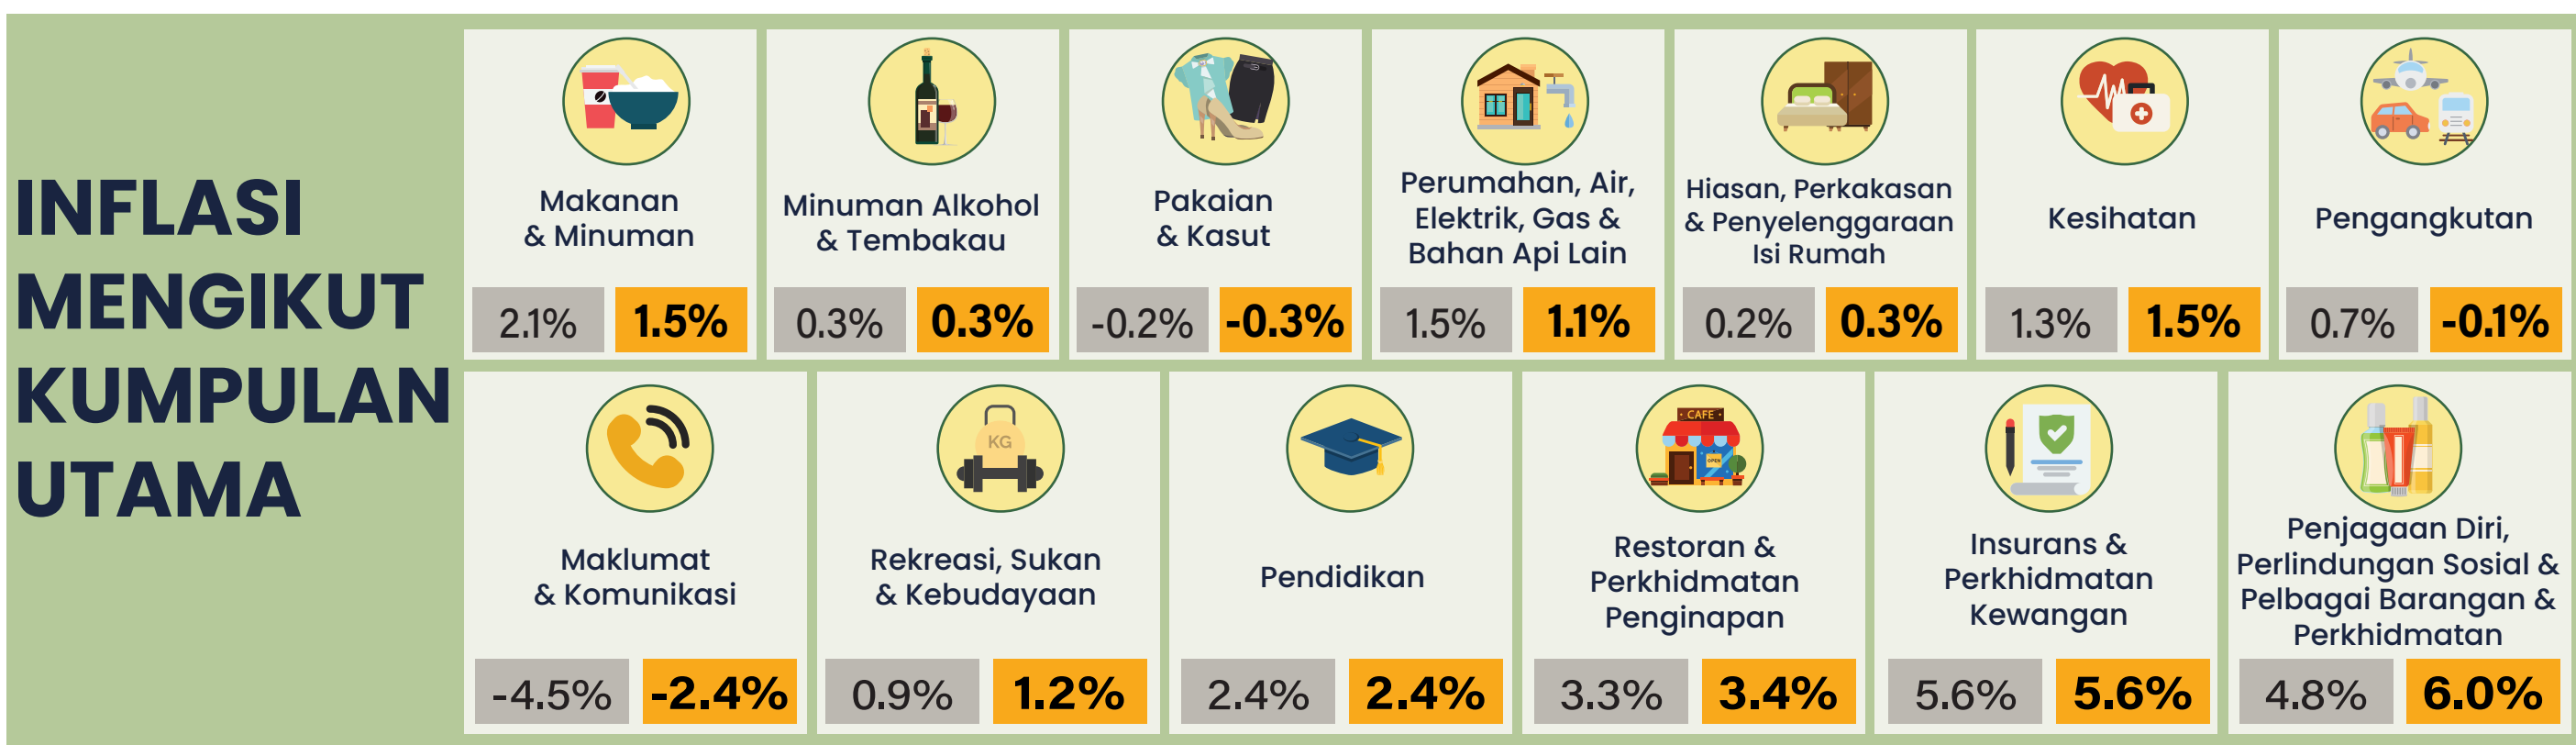 INFLASI
MENGIKUT
KUMPULAN
UTAMA
Makanan
& Minuman
2.1% 1.5%
Minuman Alkohol
& Tembakau
0.3% 0.3%
Pakaian
& Kasut
-0.2% -0.3%
Perumahan, Air,
Elektrik, Gas &
Bahan Api Lain
1.5% 1.1%
Hiasan, Perkakasan
& Penyelenggaraan
Isi Rumah
0.2% 0.3%
Kesihatan
1.3% 1.5%
Pengangkutan
0.7% -0.1%
Maklumat
& Komunikasi
-4.5% -2.4%
KG
Rekreasi, Sukan
& Kebudayaan
0.9% 1.2%
Pendidikan
2.4% 2.4%
CAFE
OPEN
Restoran &
Perkhidmatan
Penginapan
3.3% 3.4%
Insurans &
Perkhidmatan
Kewangan
5.6% 5.6%
Penjagaan Diri,
Perlindungan Sosial &
Pelbagai Barangan &
Perkhidmatan
4.8% 6.0%